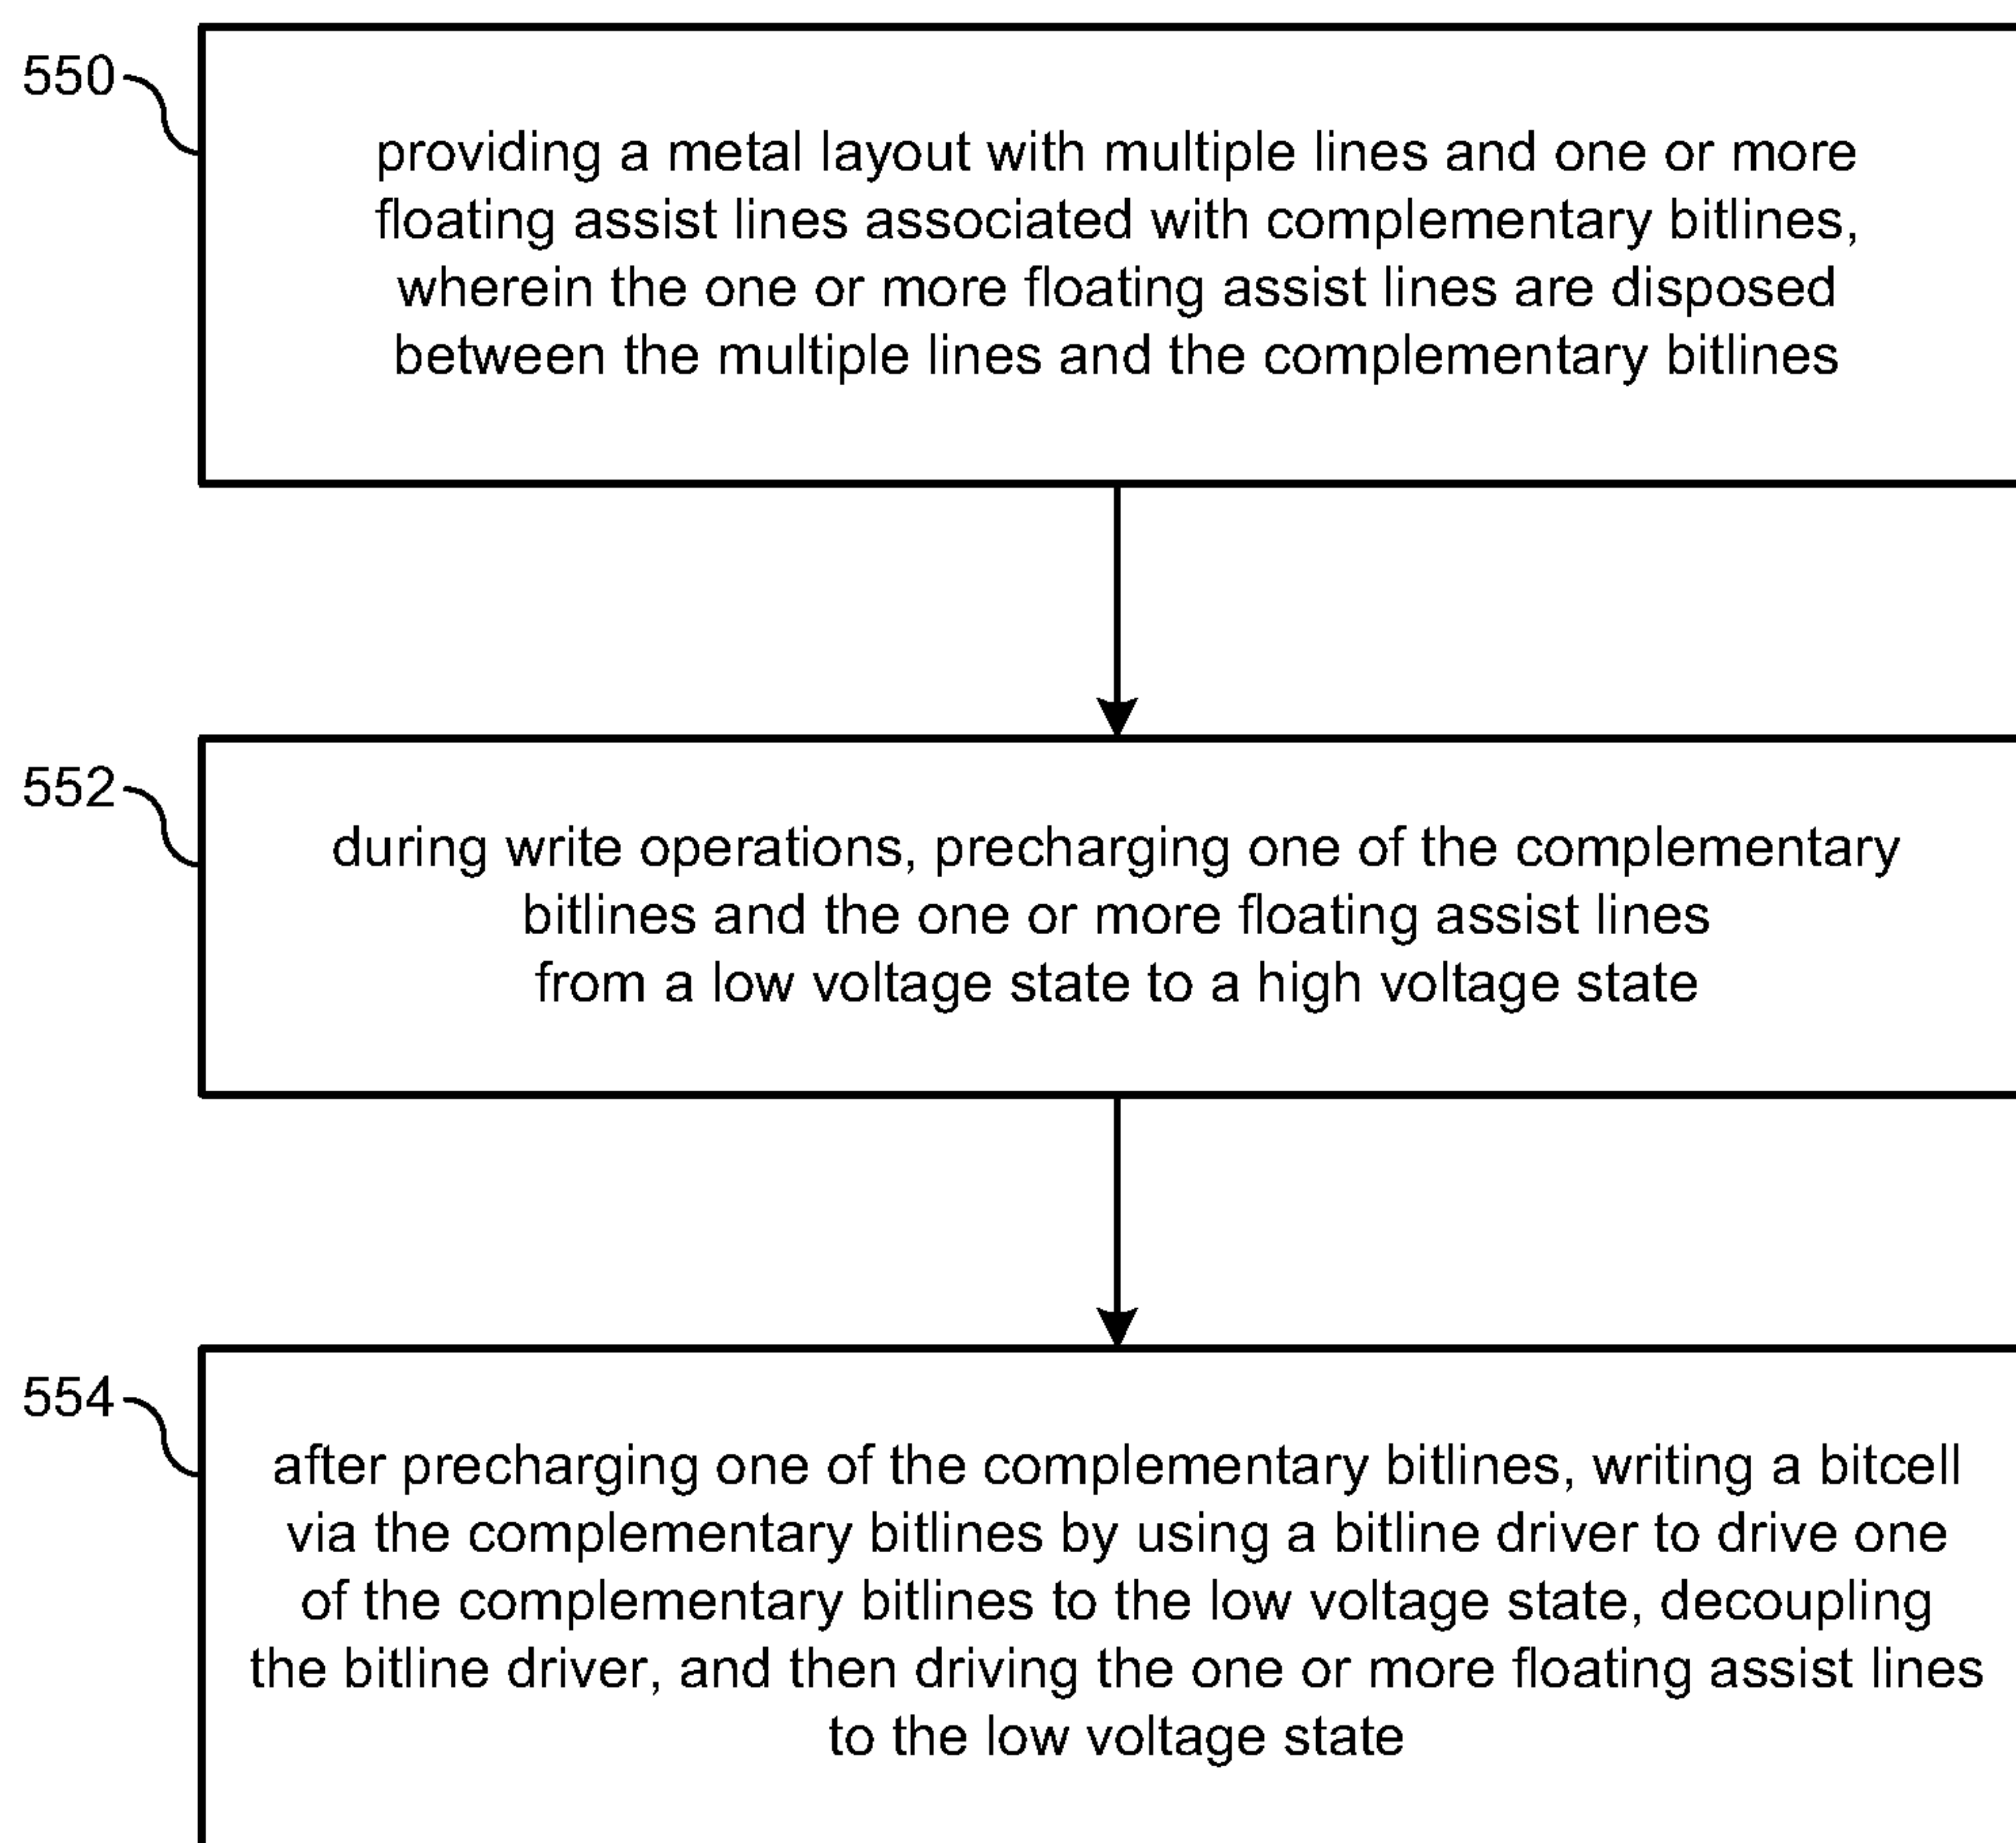 550
providing a metal layout with multiple lines and one or more
floating assist lines associated with complementary bitlines,
wherein the one or more floating assist lines are disposed
between the multiple lines and the complementary bitlines
552
during write operations, precharging one of the complementary
bitlines and the one or more floating assist lines
from a low voltage state to a high voltage state
554
after precharging one of the complementary bitlines, writing a bitcell
via the complementary bitlines by using a bitline driver to drive one
of the complementary bitlines to the low voltage state, decoupling
the bitline driver, and then driving the one or more floating assist lines
to the low voltage state